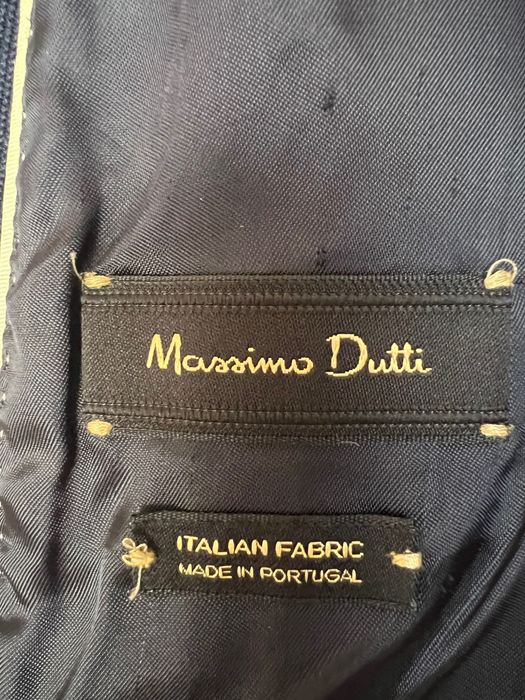 Massimo Dutti
ITALIAN FABRIC
MADE IN PORTUGAL